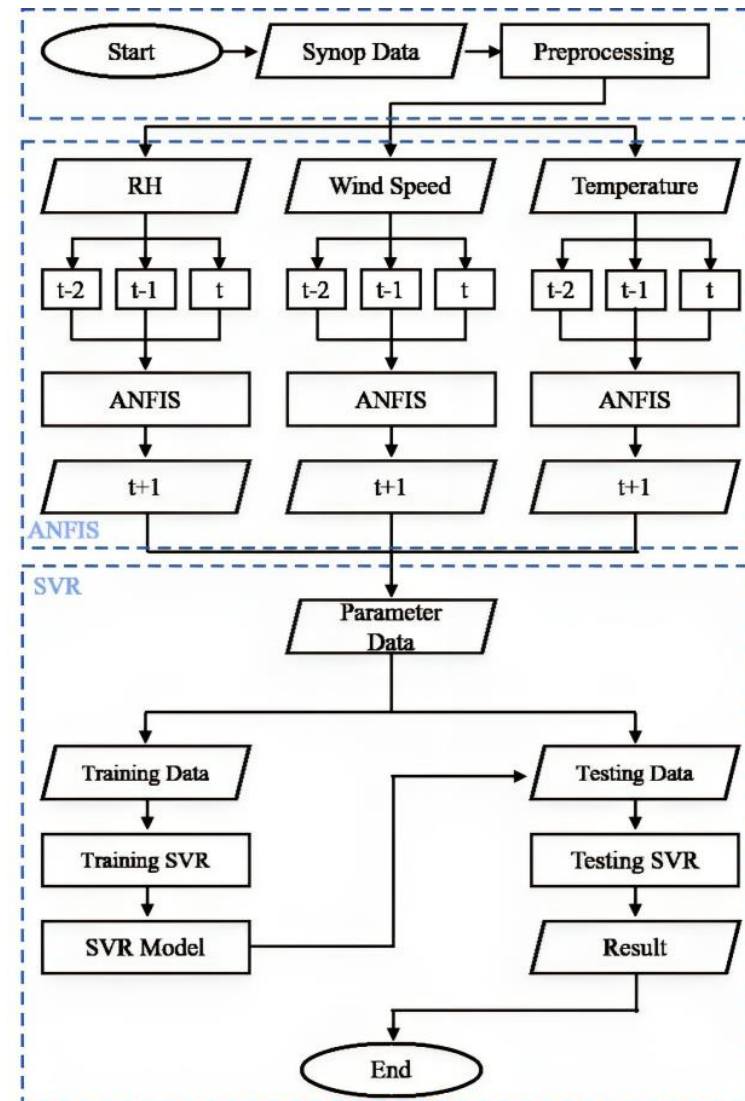 Start
Synop Data
Preprocessing
RH
Wind Speed
Temperature
t-2
t-1
t
t-2
t-1
t
t-2
t-1
t
ANFIS
ANFIS
ANFIS
t+1
t+1
t+1
ANFIS
SVR
Parameter
Data
Training Data
Testing Data
Training SVR
Testing SVR
SVR Model
Result
End